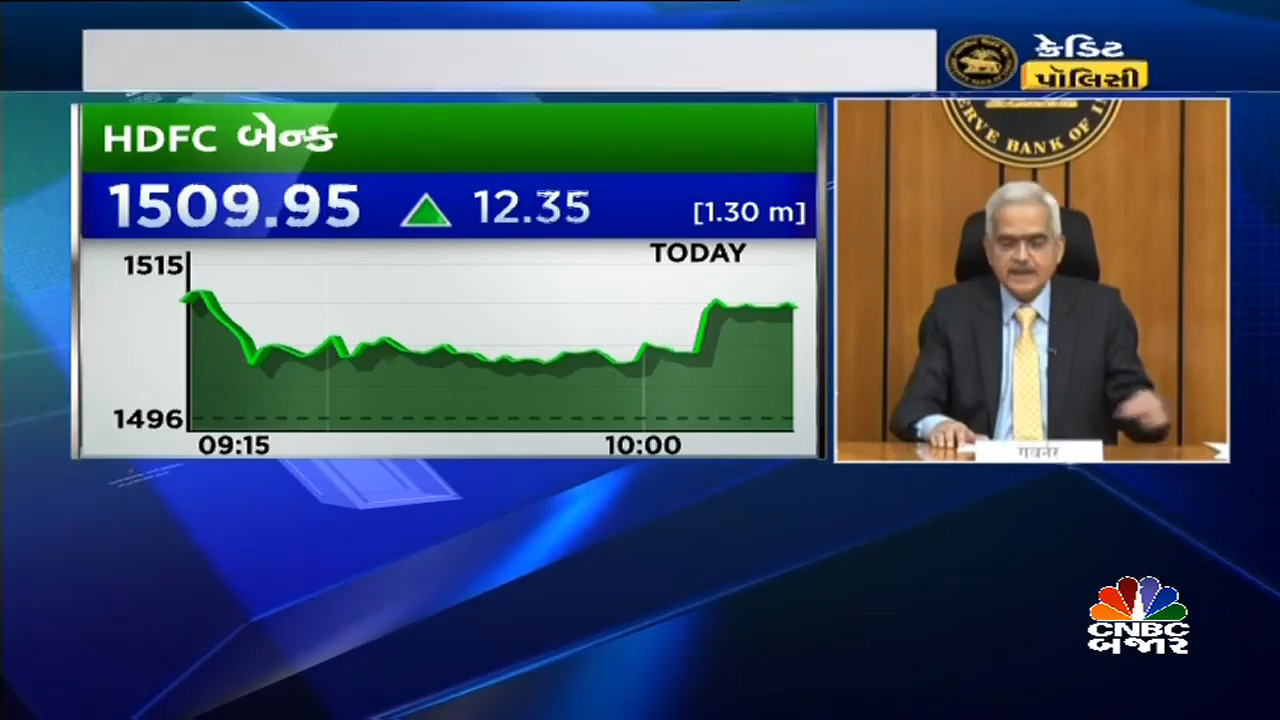 ક્રેડિટ
પૉલિસી
HDFC બેન્ક
1509.95 12.35 [1.30 m]
TODAY
1515
1496
09:15 10:00
ERVE BANK OF I
गवर्नर
CNBC
બજાર